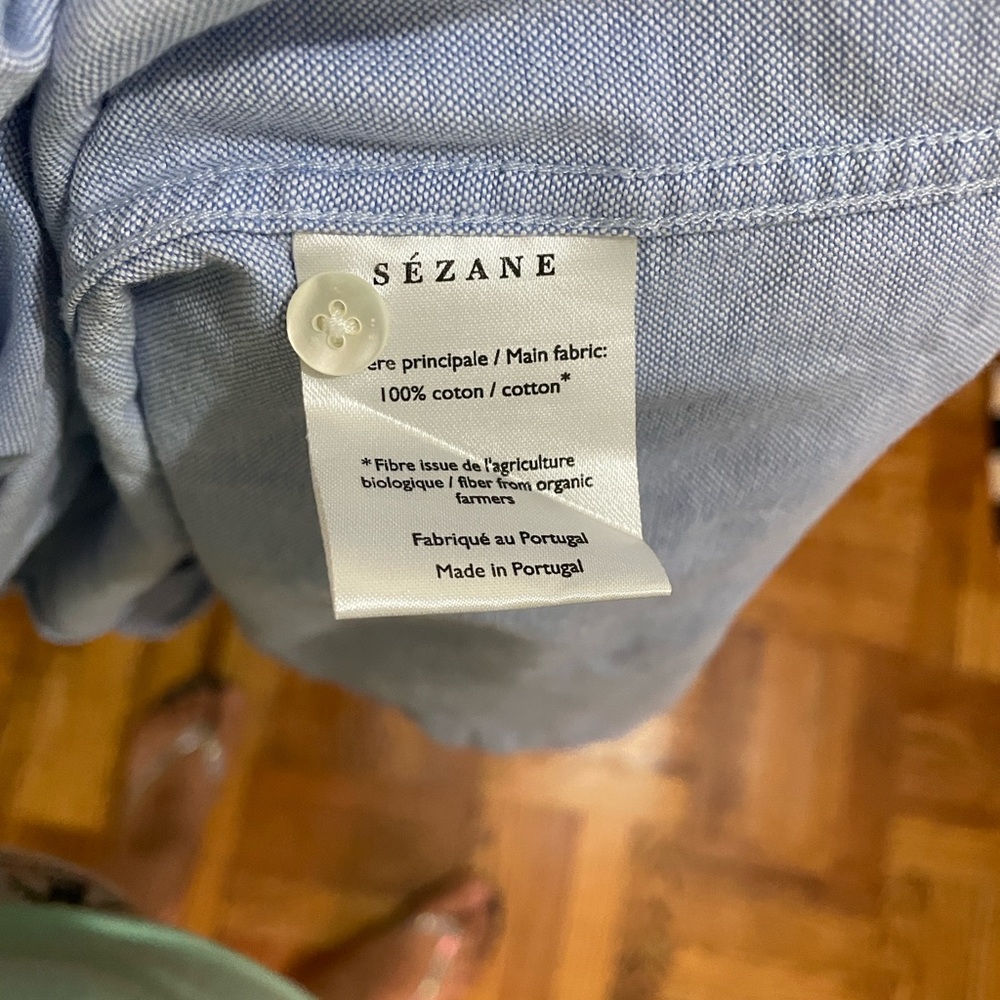 SÉZANE
ere principale / Main fabric:
100% coton / cotton*
*Fibre issue de l'agriculture
biologique / fiber from organic
farmers
Fabriqué au Portugal
Made in Portugal